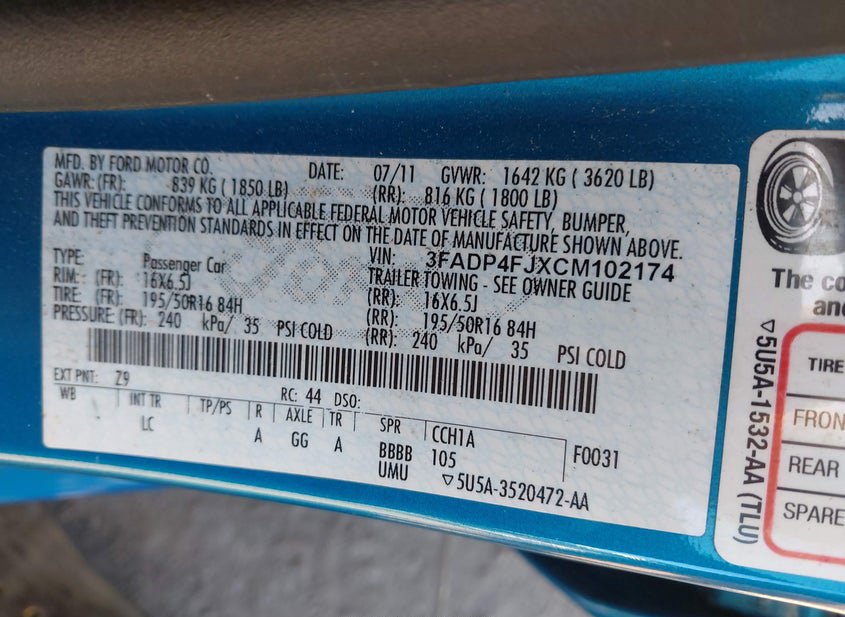 MFD. BY FORD MOTOR CO. DATE: 07/11 GVWR: 1642 KG ( 3620 LB)
GAWR: (FR): 839 KG ( 1850 LB) (RR): 816 KG ( 1800 LB)
THIS VEHICLE CONFORMS TO ALL APPLICABLE FEDERAL MOTOR VEHICLE SAFETY, BUMPER,
AND THEFT PREVENTION STANDARDS IN EFFECT ON THE DATE OF MANUFACTURE SHOWN ABOVE.
VIN: 3FADP4FJXCM102174
TYPE: Passenger Car TRAILER TOWING - SEE OWNER GUIDE
RIM: (FR): 16X6.5J (RR): 16X6.5J
TIRE: (FR): 195/50R16 84H (RR): 195/50R16 84H
PRESSURE: (FR): 240 kPa/ 35 PSI COLD (RR): 240 kPa/ 35 PSI COLD
EXT PNT: Z9 RC: 44 DSO:
WB INT TR TP/PS R AXLE TR SPR CCH1A F0031
LC A GG A BBBB 105
UMU ▽5U5A-3520472-AA
The co
and
▽5U5A-1532-AA (TLU)
TIRE
FRON
REAR
SPARE